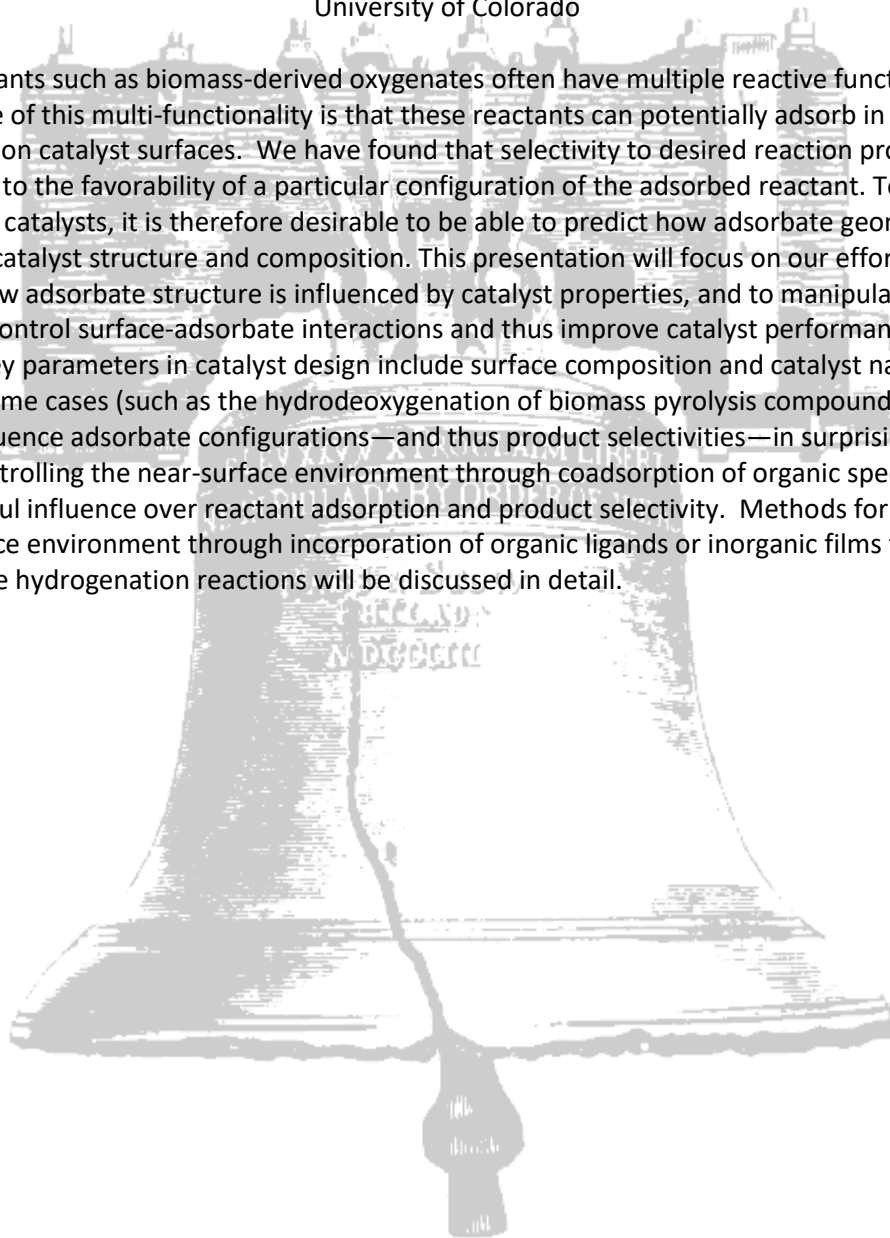 University of Colorado
ants such as biomass-derived oxygenates often have multiple reactive funct
e of this multi-functionality is that these reactants can potentially adsorb in
on catalyst surfaces. We have found that selectivity to desired reaction pro
to the favorability of a particular configuration of the adsorbed reactant. To
catalysts, it is therefore desirable to be able to predict how adsorbate geor
catalyst structure and composition. This presentation will focus on our effor
w adsorbate structure is influenced by catalyst properties, and to manipula
ontrol surface-adsorbate interactions and thus improve catalyst performan
ey parameters in catalyst design include surface composition and catalyst na
me cases (such as the hydrodeoxygenation of biomass pyrolysis compound
uence adsorbate configurations—and thus product selectivities—in surprisi
trolling the near-surface environment through coadsorption of organic spe
ul influence over reactant adsorption and product selectivity. Methods for
ce environment through incorporation of organic ligands or inorganic films
e hydrogenation reactions will be discussed in detail.